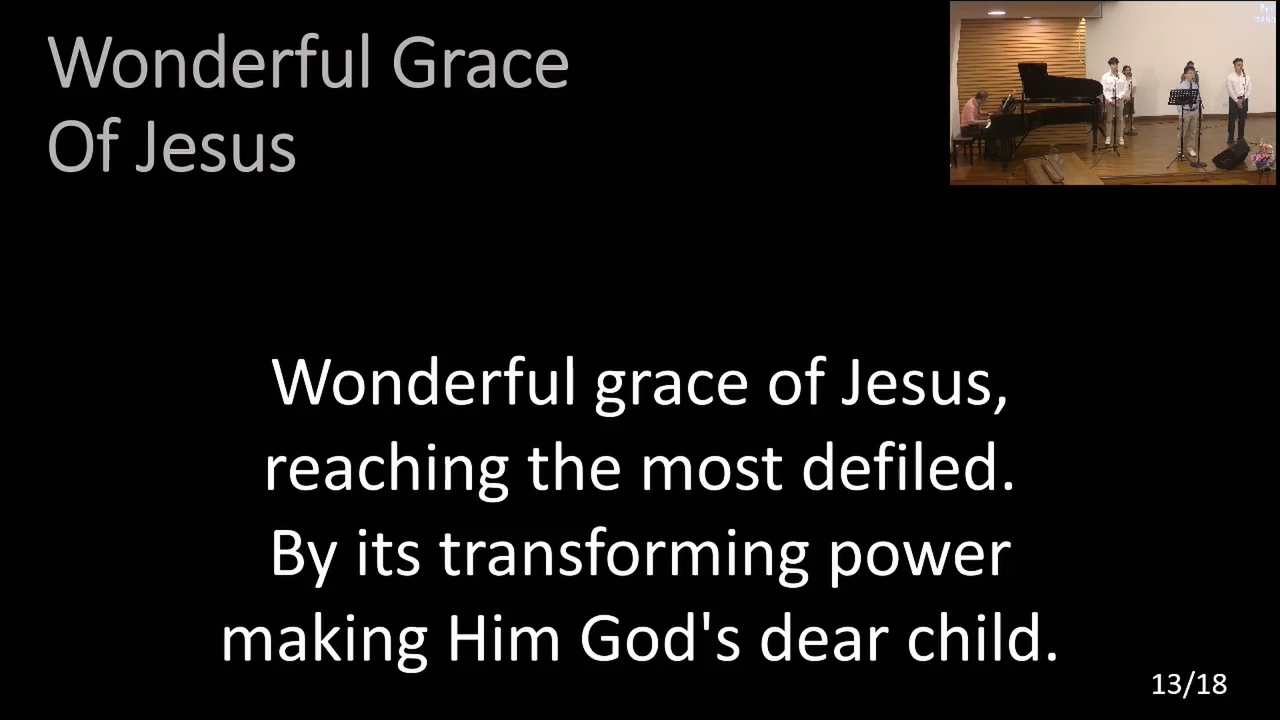 Wonderful Grace
Of Jesus
Wonderful grace of Jesus,
reaching the most defiled.
By its transforming power
making Him God's dear child.
13/18